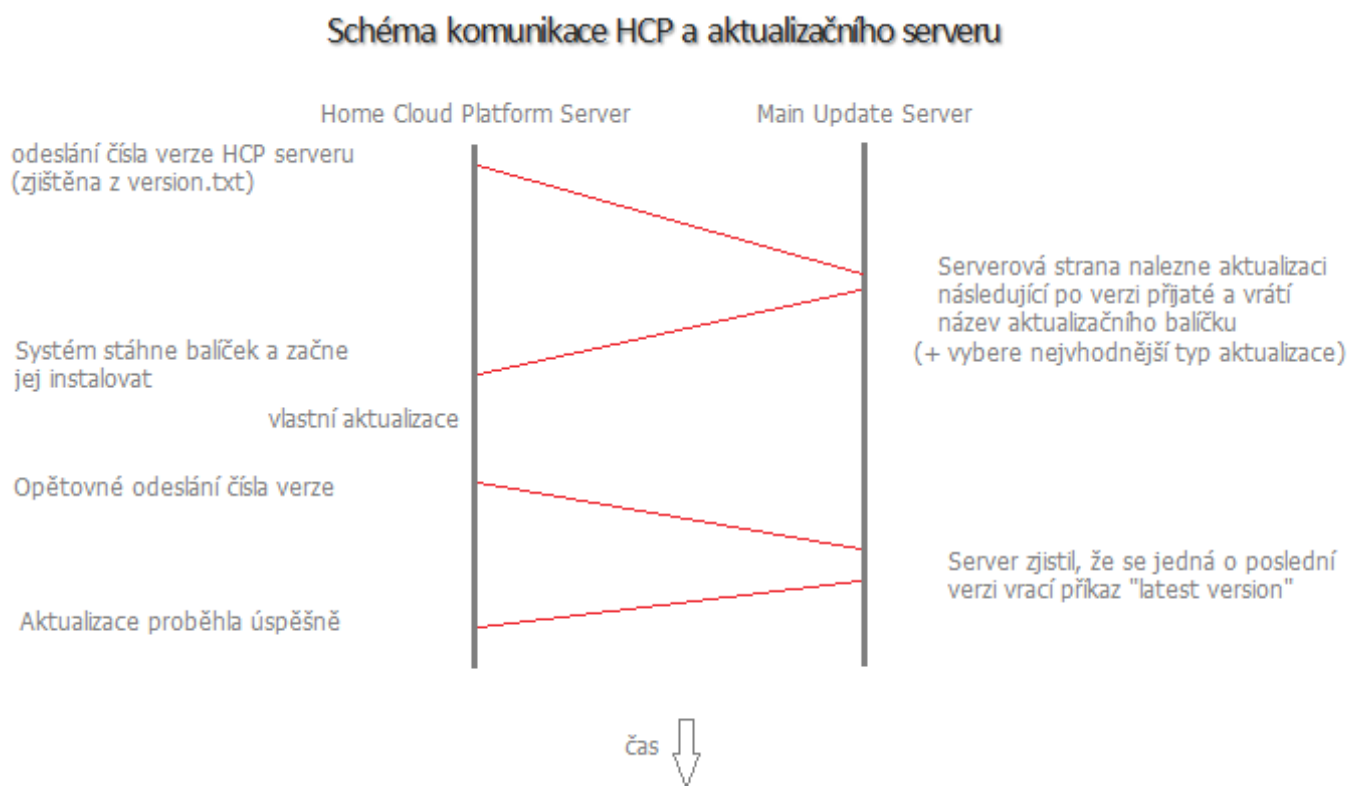 Schéma komunikace HCP a aktualizačního serveru
Home Cloud Platform Server
Main Update Server
odeslání čísla verze HCP serveru
(zjištěna z version.txt)
Serverová strana nalezne aktualizaci
následující po verzi přijaté a vrátí
název aktualizačního balíčku
(+ vybere nejvhodnější typ aktualizace)
Systém stáhne balíček a začne
jej instalovat
vlastní aktualizace
Opětovné odeslání čísla verze
Server zjistil, že se jedná o poslední
verzi vrací příkaz "latest version"
Aktualizace proběhla úspěšně
čas